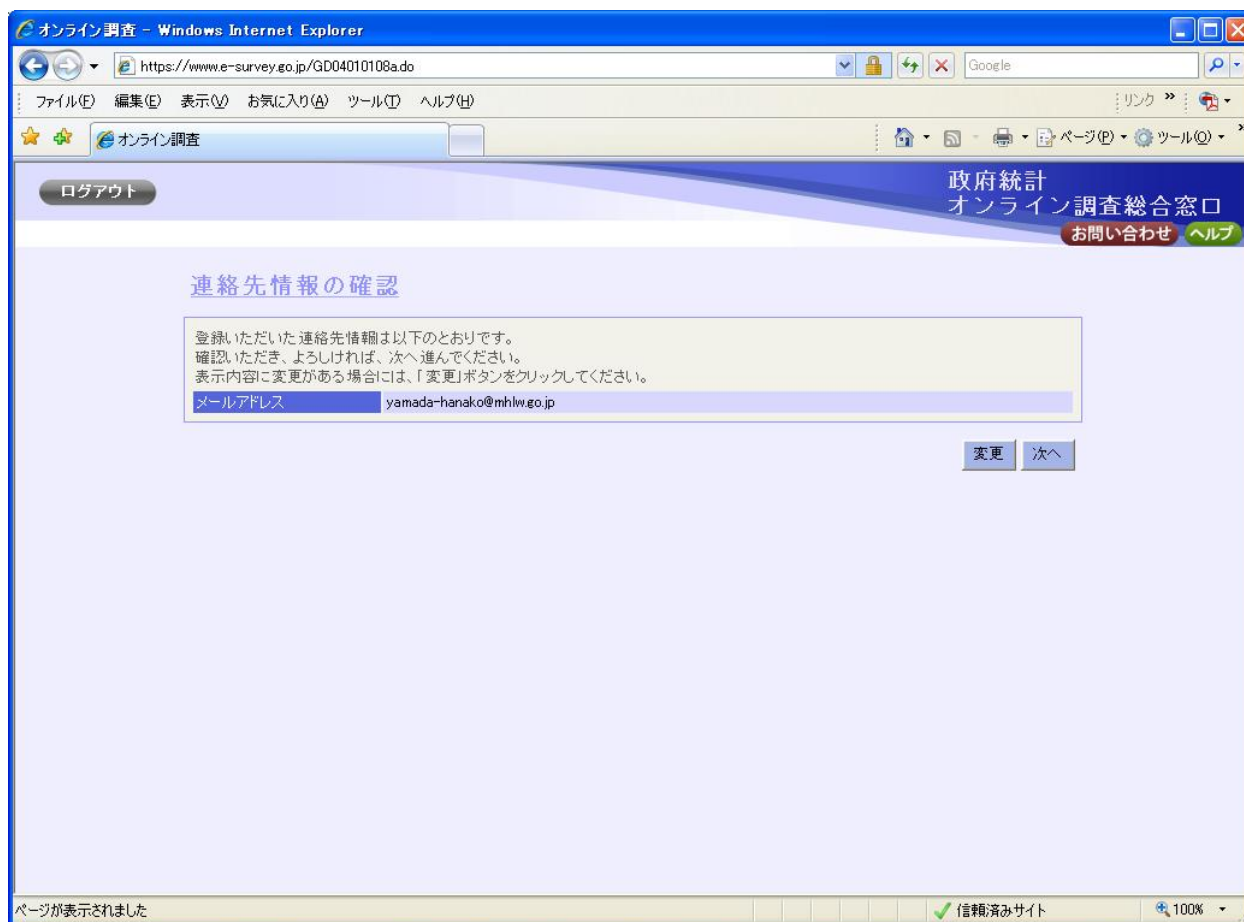 オンライン調査 - Windows Internet Explorer
https://www.e-survey.go.jp/GD04010108a.do
Google
ファイル(F) 編集(E) 表示(V) お気に入り(A) ツール(T) ヘルプ(H)
リンク »
オンライン調査
ページ(P) ツール(O)
ログアウト
政府統計
オンライン調査総合窓口
お問い合わせ ヘルプ
連絡先情報の確認
登録いただいた連絡先情報は以下のとおりです。
確認いただき、よろしければ、次へ進んでください。
表示内容に変更がある場合には、「変更」ボタンをクリックしてください。
メールアドレス yamada-hanako@mhlw.go.jp
変更 次へ
ページが表示されました
信頼済みサイト
100%